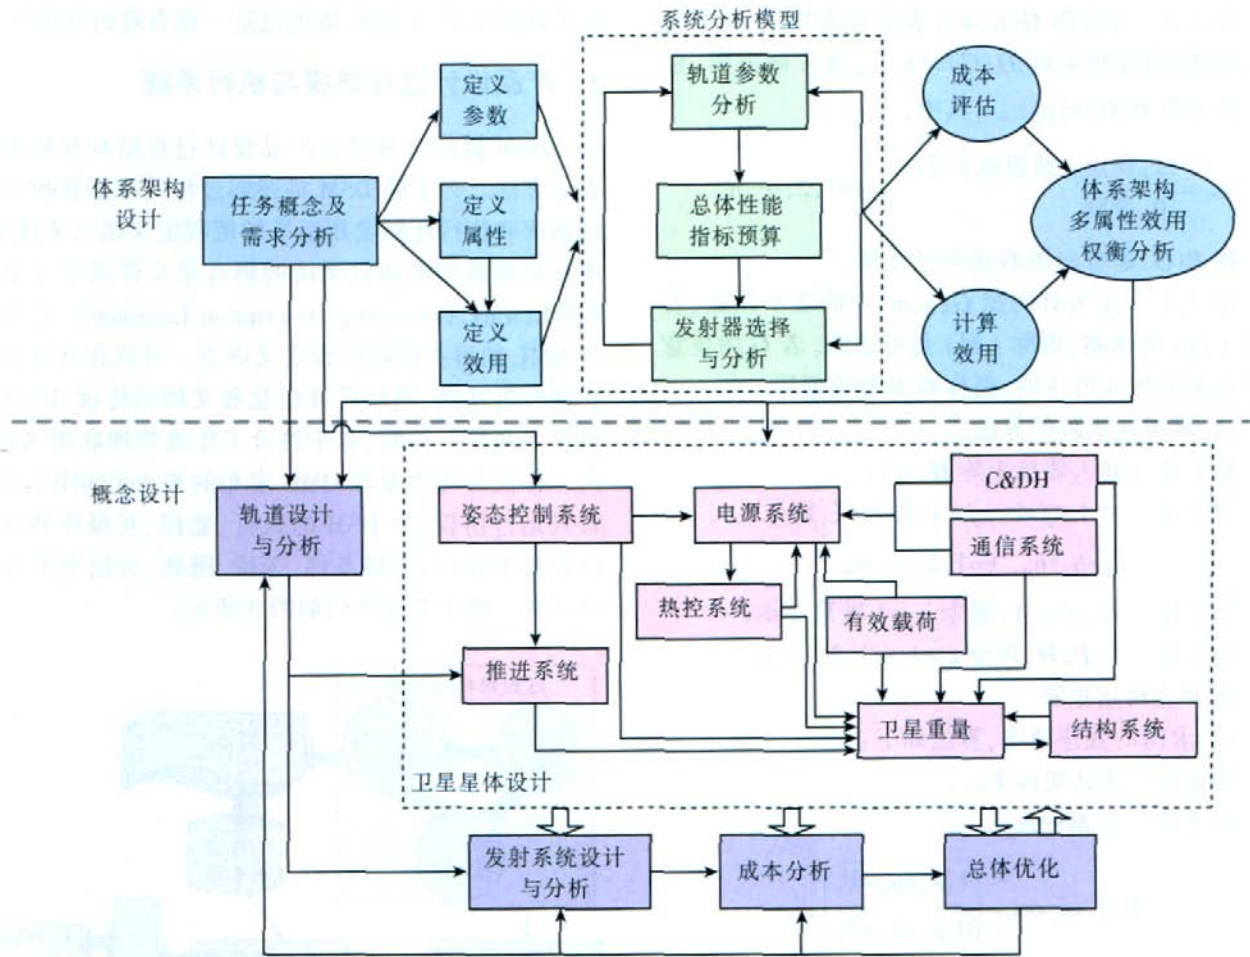 系统分析模型
体系架构
设计
任务概念及
需求分析
定义
参数
定义
属性
定义
效用
轨道参数
分析
总体性能
指标预算
发射器选择
与分析
成本
评估
计算
效用
体系架构
多属性效用
权衡分析
概念设计
轨道设计
与分析
姿态控制系统
电源系统
C&DH
通信系统
热控系统
有效载荷
推进系统
卫星重量
结构系统
卫星星体设计
发射系统设计
与分析
成本分析
总体优化